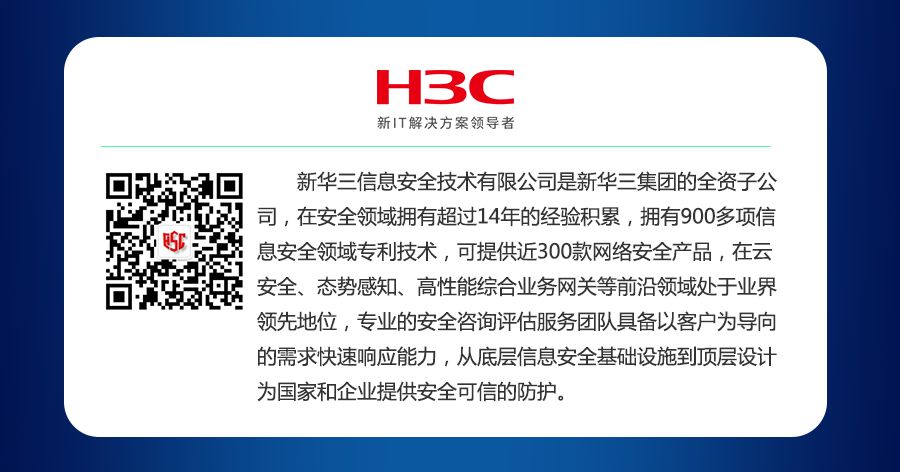 H3C
新IT解决方案领导者
新华三信息安全技术有限公司是新华三集团的全资子公
司，在安全领域拥有超过14年的经验积累，拥有900多项信
息安全领域专利技术，可提供近300款网络安全产品，在云
安全、态势感知、高性能综合业务网关等前沿领域处于业界
领先地位，专业的安全咨询评估服务团队具备以客户为导向
的需求快速响应能力，从底层信息安全基础设施到顶层设计
为国家和企业提供安全可信的防护。